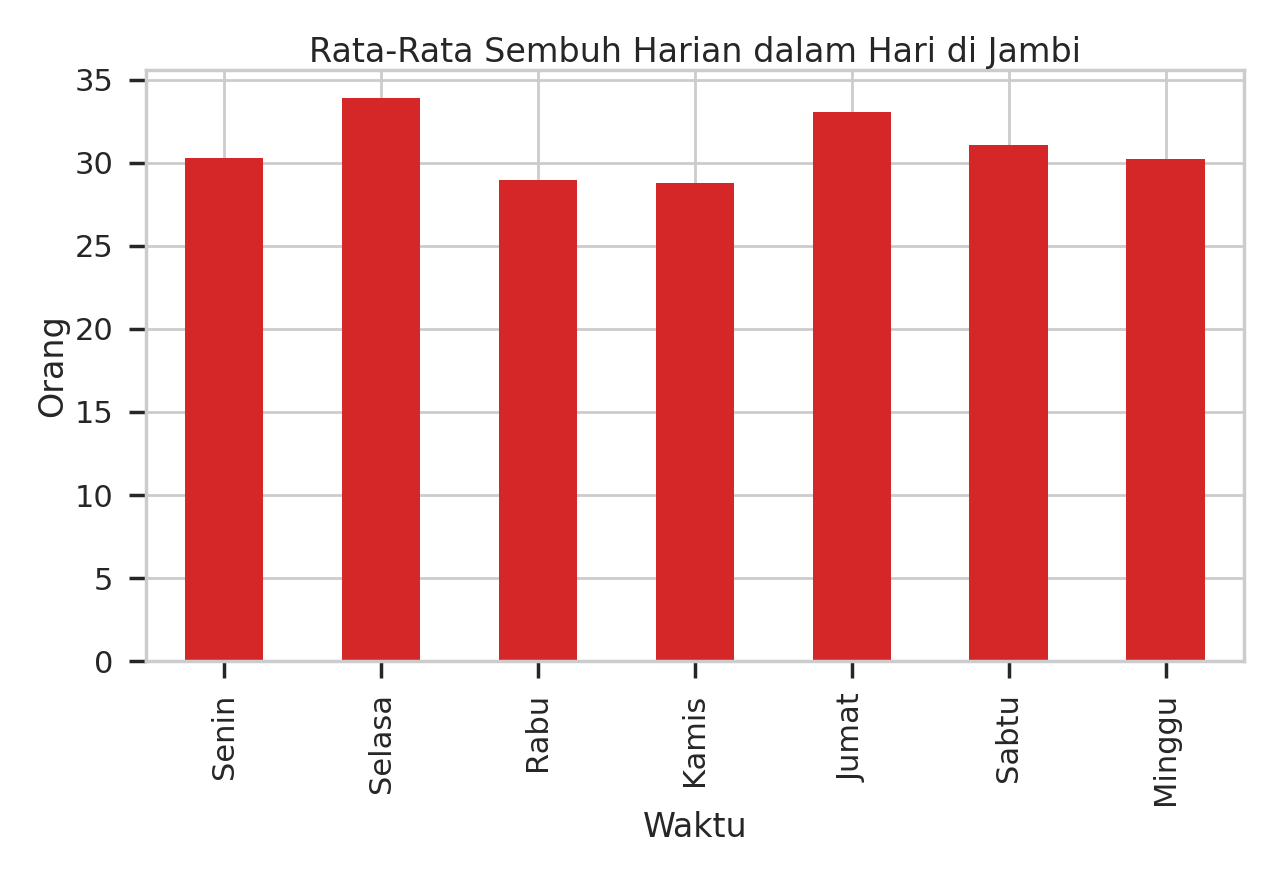 Rata-Rata Sembuh Harian dalam Hari di Jambi
35
30
25
20
15
10
5
0
Orang
Senin
Selasa
Rabu
Kamis
Jumat
Sabtu
Minggu
Waktu